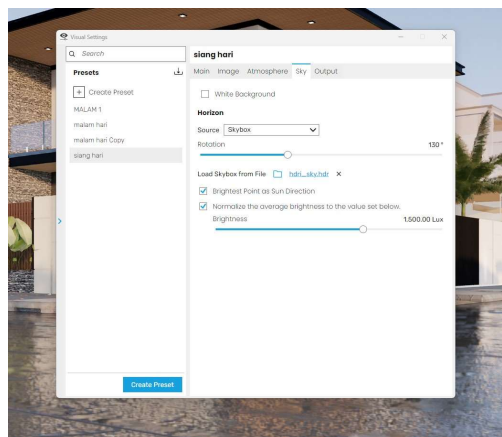 Visual Settings
Search
Presets
Create Preset
MALAM 1
malam hari
malam hari Copy
siang hari
Create Preset
siang hari
Main Image Atmosphere Sky Output
White Background
Horizon
Source Skybox
Rotation 130 °
Load Skybox from File hdri_sky.hdr ×
Brightest Point as Sun Direction
Normalize the average brightness to the value set below.
Brightness 1.500.00 Lux